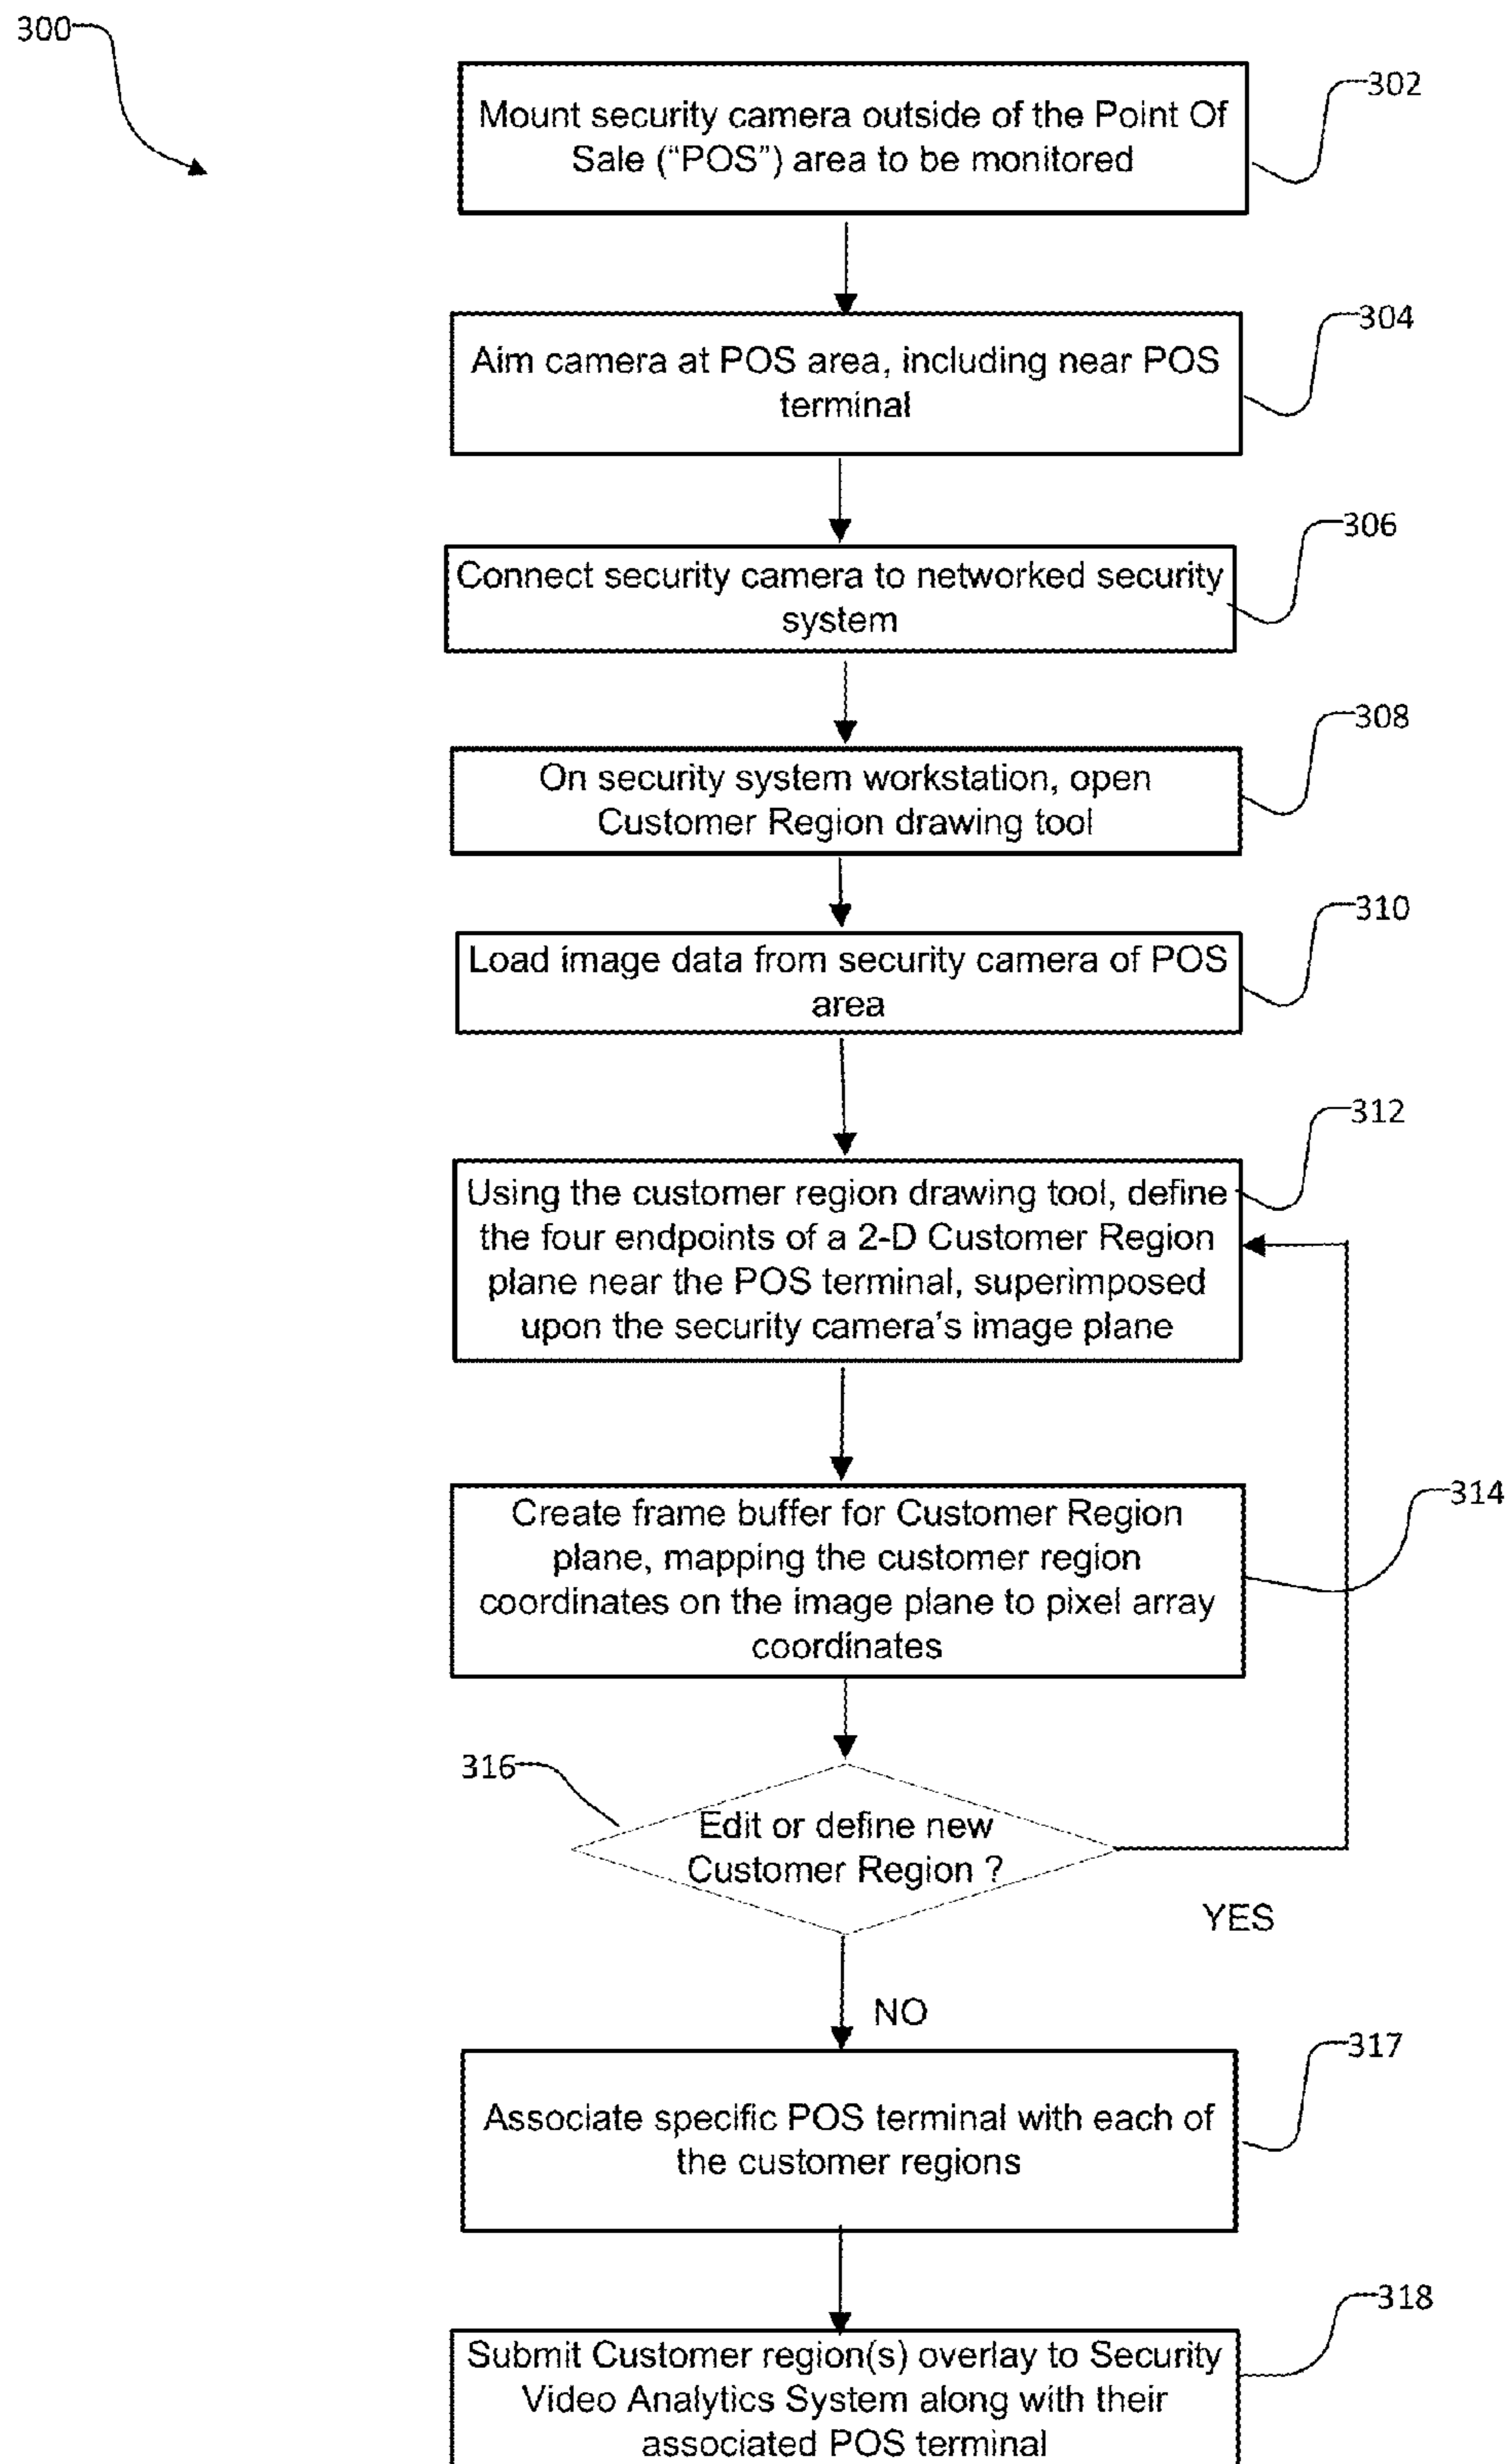 300
302
Mount security camera outside of the Point Of
Sale (“POS”) area to be monitored
304
Aim camera at POS area, including near POS
terminal
306
Connect security camera to networked security
system
308
On security system workstation, open
Customer Region drawing tool
310
Load image data from security camera of POS
area
312
Using the customer region drawing tool, define
the four endpoints of a 2-D Customer Region
plane near the POS terminal, superimposed
upon the security camera’s image plane
314
Create frame buffer for Customer Region
plane, mapping the customer region
coordinates on the image plane to pixel array
coordinates
316
Edit or define new
Customer Region ?
YES
NO
317
Associate specific POS terminal with each of
the customer regions
318
Submit Customer region(s) overlay to Security
Video Analytics System along with their
associated POS terminal